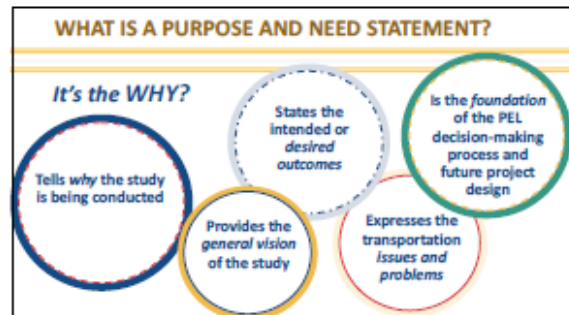 WHAT IS A PURPOSE AND NEED STATEMENT?
It's the WHY?
Tells why the study
is being conducted
Provides the
general vision
of the study
States the
intended or
desired
outcomes
Expresses the
transportation
issues and
problems
Is the foundation
of the PEL
decision-making
process and
future project
design